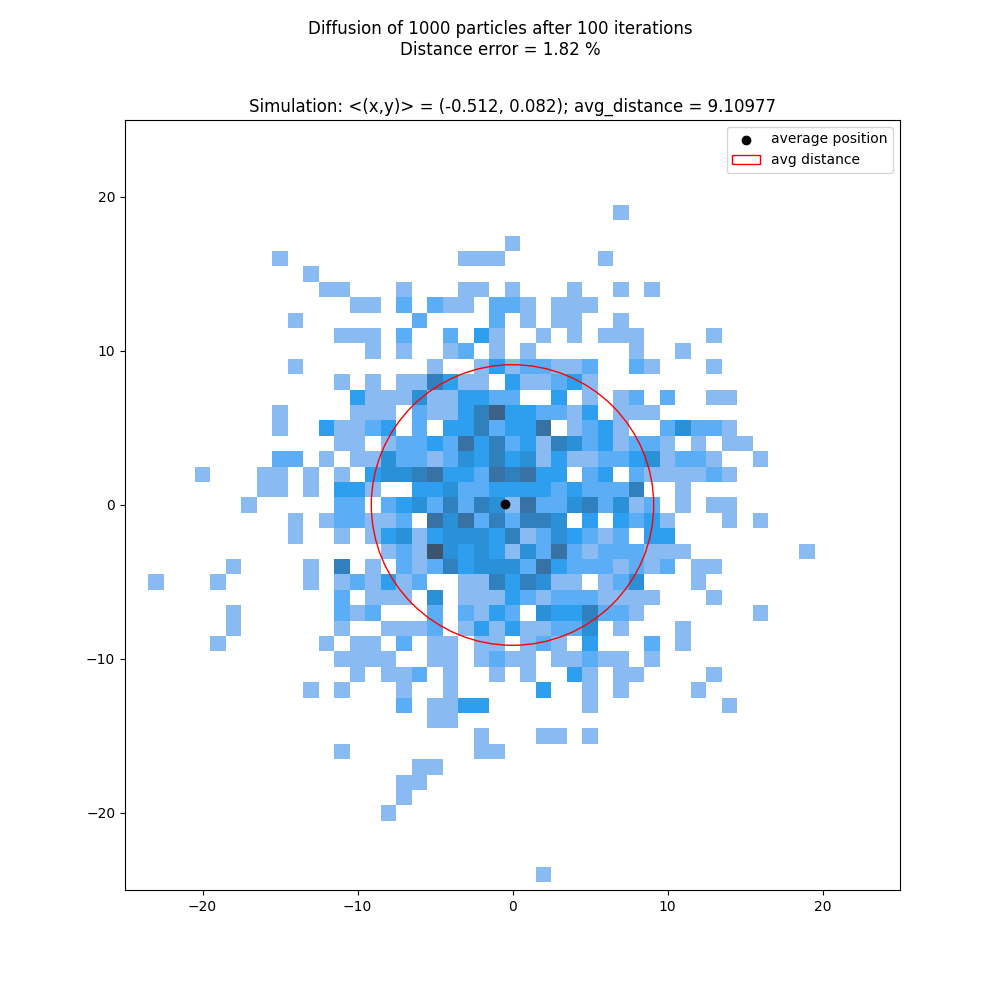 Diffusion of 1000 particles after 100 iterations
Distance error = 1.82 %
Simulation: <(x,y)> = (-0.512, 0.082); avg_distance = 9.10977
average position
avg distance
20
10
0
−10
−20
−20 −10 0 10 20